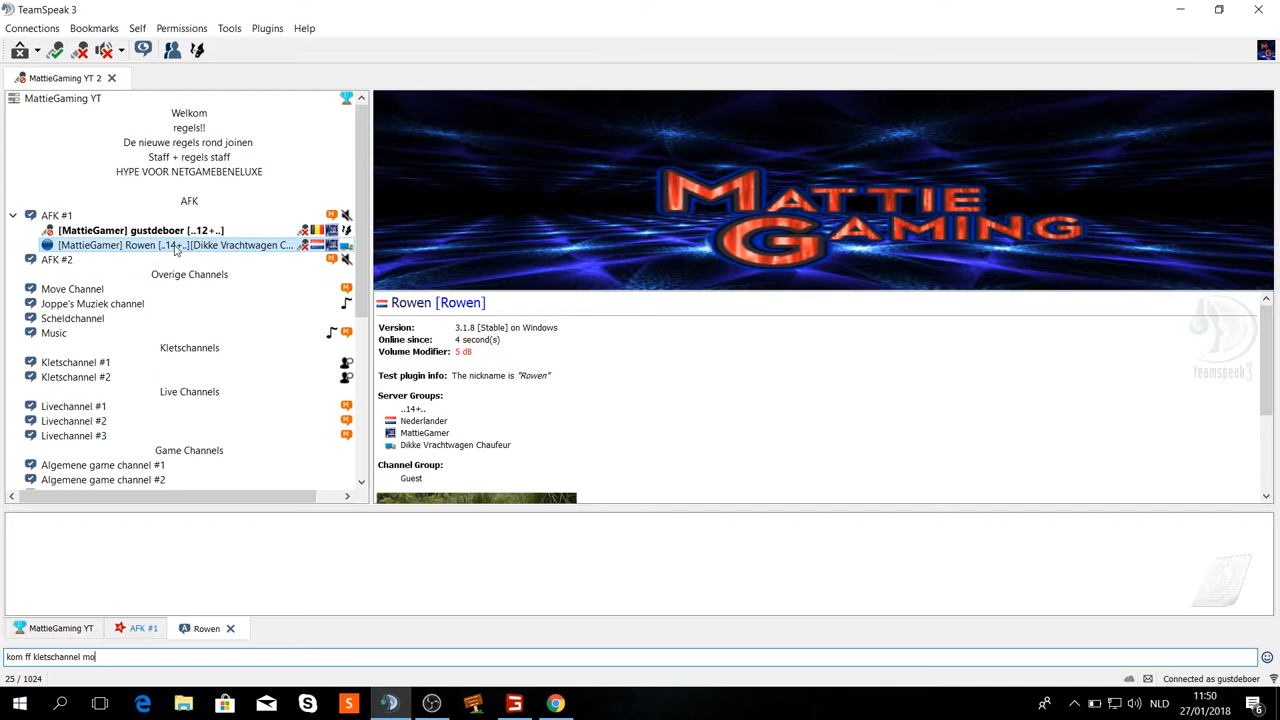 TeamSpeak 3
Connections Bookmarks Self Permissions Tools Plugins Help
MattieGaming YT 2
MattieGaming YT
Welkom
regels!!
De nieuwe regels rond joinen
Staff + regels staff
HYPE VOOR NETGAMEBENELUXE
AFK
AFK #1
[MattieGamer] gustdeboer [..12+..]
[MattieGamer] Rowen [..14+..][Dikke Vrachtwagen C...
AFK #2
Overige Channels
Move Channel
Joppe's Muziek channel
Scheldchannel
Music
Kletschannels
Kletschannel #1
Kletschannel #2
Live Channels
Livechannel #1
Livechannel #2
Livechannel #3
Game Channels
Algemene game channel #1
Algemene game channel #2
MATTIE GAMING
Rowen [Rowen]
Version: 3.1.8 [Stable] on Windows
Online since: 4 second(s)
Volume Modifier: 5 dB
Test plugin info: The nickname is "Rowen"
Server Groups:
..14+..
Nederlander
MattieGamer
Dikke Vrachtwagen Chaufeur
Channel Group:
Guest
teamspeak3
MattieGaming YT AFK #1 Rowen
kom ff kletschannel mo
25 / 1024
Connected as gustdeboer
NLD
11:50
27/01/2018
6